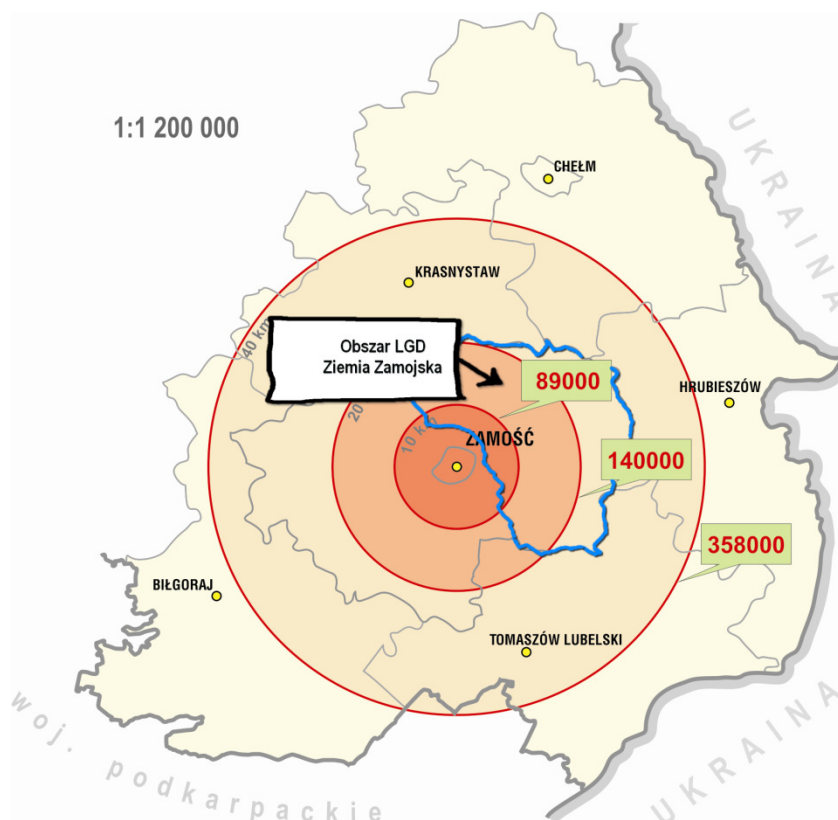 1:1 200 000
UKRAINA
CHEŁM
KRASNYSTAW
40 km
Obszar LGD
Ziemia Zamojska
89000
HRUBIESZÓW
20
10 km
ZAMOŚĆ
140000
358000
BIŁGORAJ
TOMASZÓW LUBELSKI
woj. podkarpackie
UKRAINA